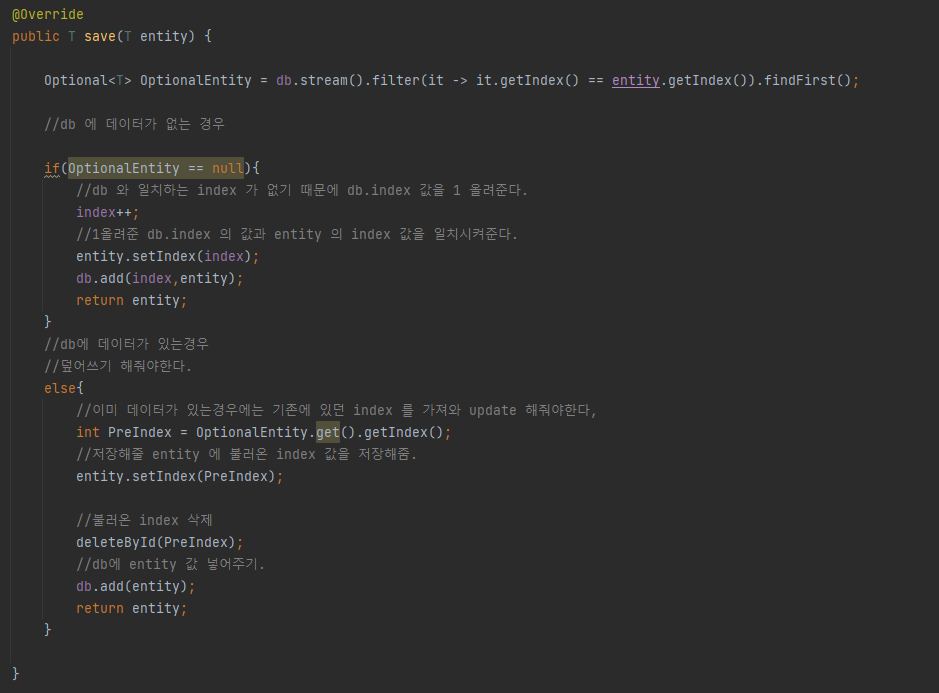 @Override
public T save(T entity) {
Optional<T> OptionalEntity = db.stream().filter(it -> it.getIndex() == entity.getIndex()).findFirst();
//db 에 데이터가 없는 경우
if(OptionalEntity == null){
//db 와 일치하는 index 가 없기 때문에 db.index 값을 1 올려준다.
index++;
//1올려준 db.index 의 값과 entity 의 index 값을 일치시켜준다.
entity.setIndex(index);
db.add(index,entity);
return entity;
}
//db에 데이터가 있는경우
//덮어쓰기 해줘야한다.
else{
//이미 데이터가 있는경우에는 기존에 있던 index 를 가져와 update 해줘야한다,
int PreIndex = OptionalEntity.get().getIndex();
//저장해줄 entity 에 불러온 index 값을 저장해줌.
entity.setIndex(PreIndex);
//불러온 index 삭제
deleteById(PreIndex);
//db에 entity 값 넣어주기.
db.add(entity);
return entity;
}
}